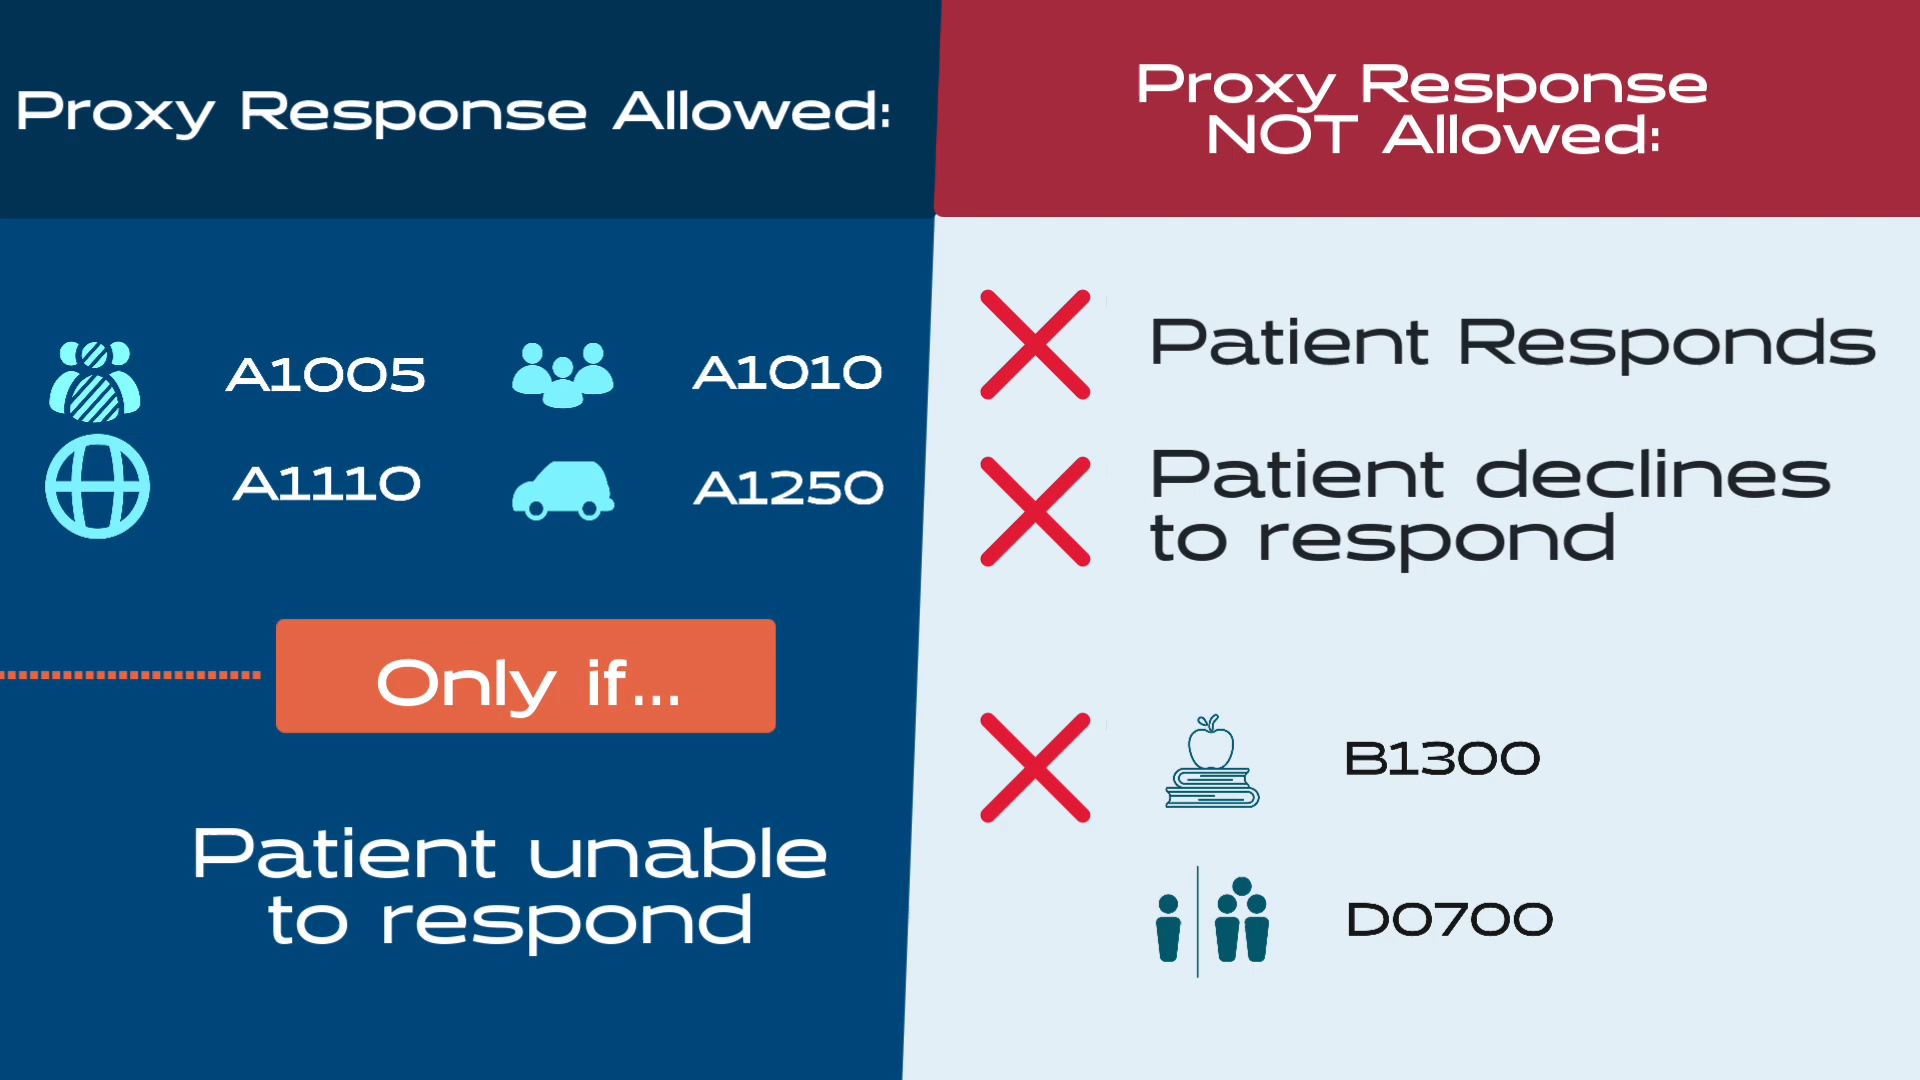 Proxy Response Allowed:
A1005
A1010
A1110
A1250
Only if...
Patient unable
to respond
Proxy Response
NOT Allowed:
Patient Responds
Patient declines
to respond
B1300
D0700